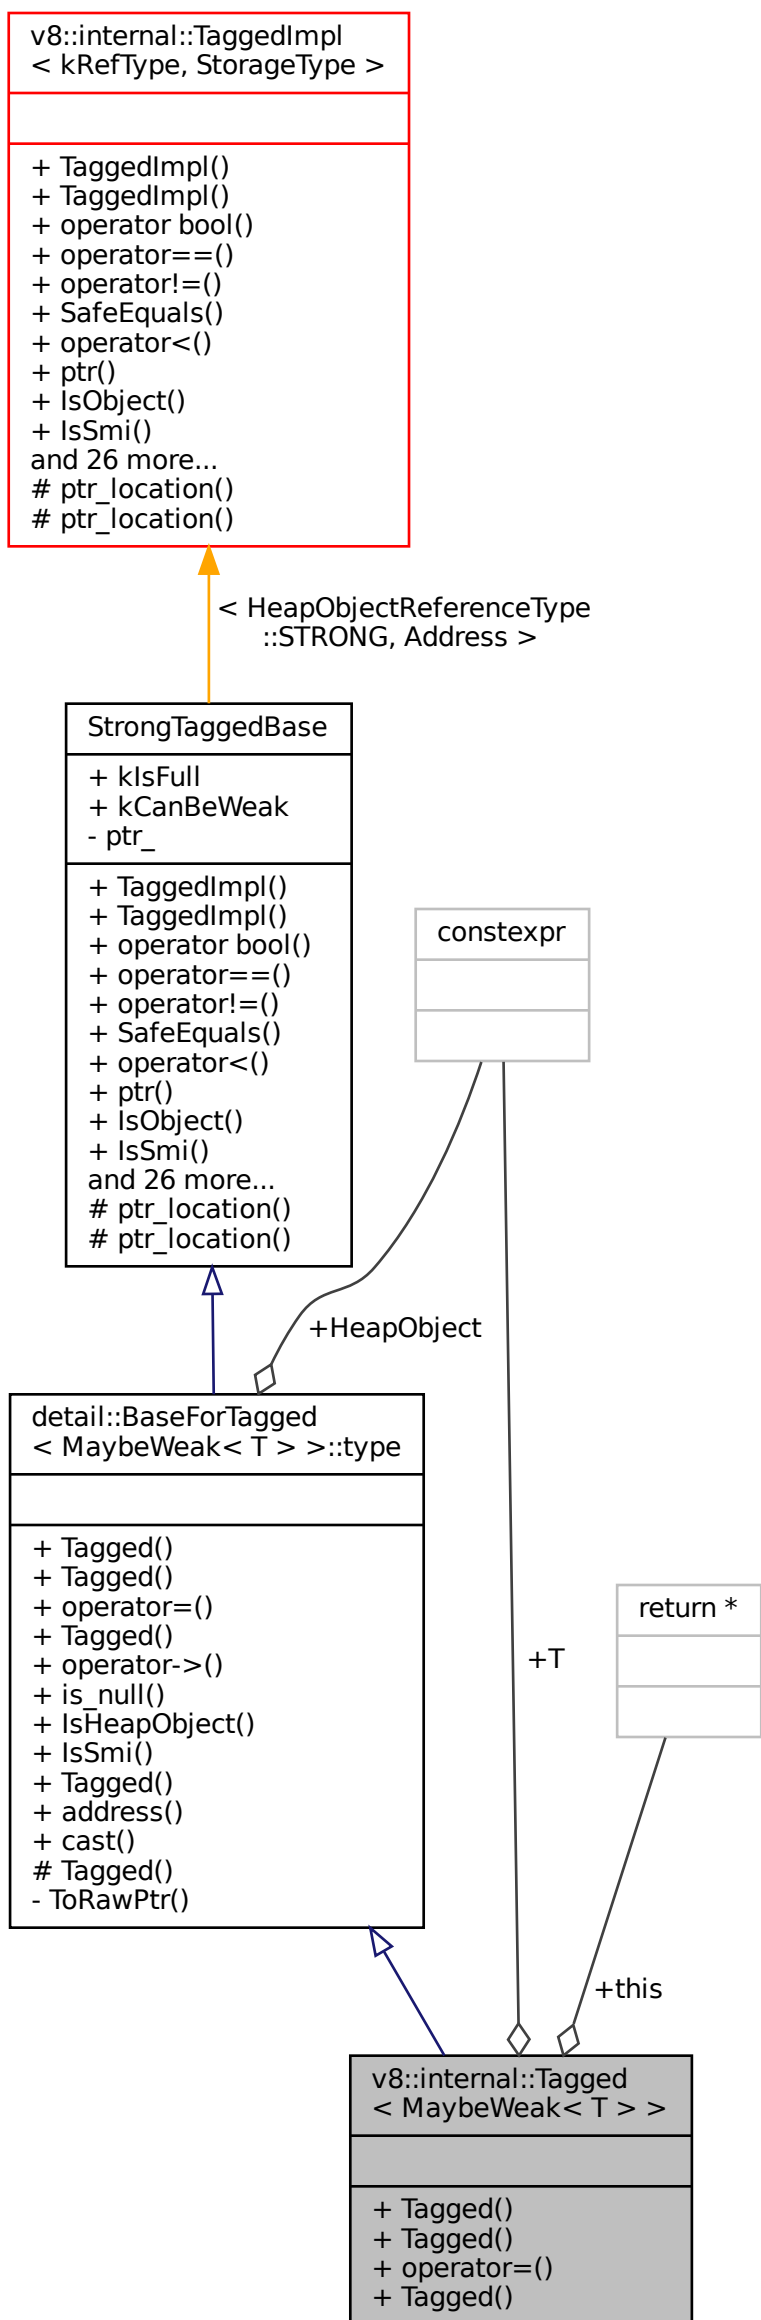 v8::internal::TaggedImpl
< kRefType, StorageType >
+ TaggedImpl()
+ TaggedImpl()
+ operator bool()
+ operator==()
+ operator!=()
+ SafeEquals()
+ operator<()
+ ptr()
+ IsObject()
+ IsSmi()
and 26 more...
# ptr_location()
# ptr_location()
< HeapObjectReferenceType
::STRONG, Address >
StrongTaggedBase
+ kIsFull
+ kCanBeWeak
- ptr_
+ TaggedImpl()
+ TaggedImpl()
+ operator bool()
+ operator==()
+ operator!=()
+ SafeEquals()
+ operator<()
+ ptr()
+ IsObject()
+ IsSmi()
and 26 more...
# ptr_location()
# ptr_location()
constexpr
+HeapObject
detail::BaseForTagged
< MaybeWeak< T > >::type
+ Tagged()
+ Tagged()
+ operator=()
+ Tagged()
+ operator->()
+ is_null()
+ IsHeapObject()
+ IsSmi()
+ Tagged()
+ address()
+ cast()
# Tagged()
- ToRawPtr()
return *
+T
+this
v8::internal::Tagged
< MaybeWeak< T > >
+ Tagged()
+ Tagged()
+ operator=()
+ Tagged()